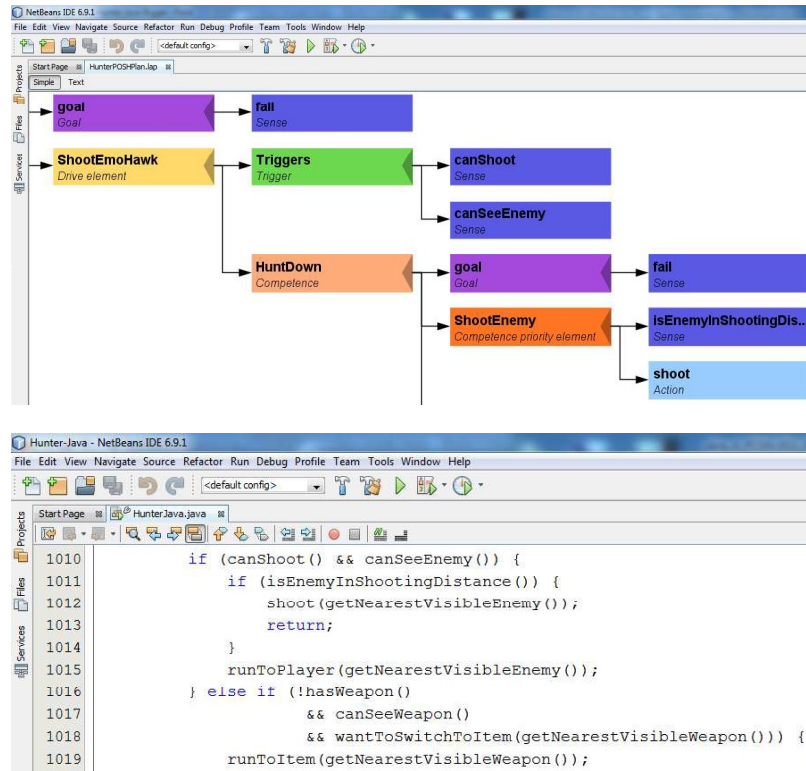 NetBeans IDE 6.9.1
File Edit View Navigate Source Refactor Run Debug Profile Team Tools Window Help
<default config>
Start Page HunterPOSHPlan.lap
Simple Text
Projects
Files
Services
goal
Goal
fail
Sense
ShootEmoHawk
Drive element
Triggers
Trigger
canShoot
Sense
canSeeEnemy
Sense
HuntDown
Competence
goal
Goal
fail
Sense
ShootEnemy
Competence priority element
isEnemyInShootingDis...
Sense
shoot
Action
Hunter-Java - NetBeans IDE 6.9.1
File Edit View Navigate Source Refactor Run Debug Profile Team Tools Window Help
<default config>
Start Page HunterJava.java
Projects
Files
Services
1010 if (canShoot() && canSeeEnemy()) {
1011 if (isEnemyInShootingDistance()) {
1012 shoot(getNearestVisibleEnemy());
1013 return;
1014 }
1015 runToPlayer(getNearestVisibleEnemy());
1016 } else if (!hasWeapon()
1017 && canSeeWeapon()
1018 && wantToSwitchToItem(getNearestVisibleWeapon())) {
1019 runToItem(getNearestVisibleWeapon());